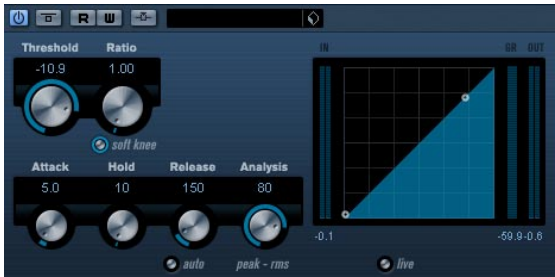 R W
IN GR OUT
Threshold Ratio
-10.9 1.00
soft knee
Attack Hold Release Analysis
5.0 10 150 80
-0.1 -59.9 -0.6
auto peak - rms live